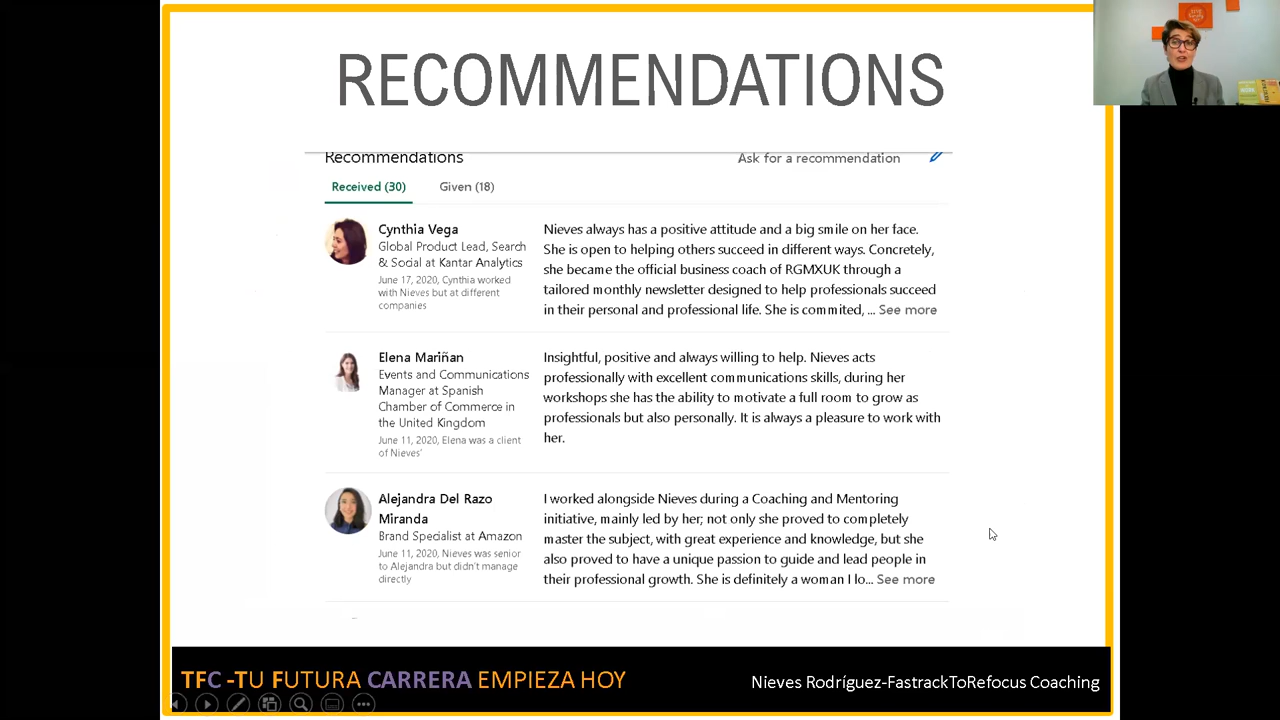 RECOMMENDATIONS
Recommendations
Ask for a recommendation
Received (30)
Given (18)
Cynthia Vega
Global Product Lead, Search
& Social at Kantar Analytics
June 17, 2020, Cynthia worked
with Nieves but at different
companies
Nieves always has a positive attitude and a big smile on her face.
She is open to helping others succeed in different ways. Concretely,
she became the official business coach of RGMXUK through a
tailored monthly newsletter designed to help professionals succeed
in their personal and professional life. She is commited, ... See more
Elena Mariñan
Events and Communications
Manager at Spanish
Chamber of Commerce in
the United Kingdom
June 11, 2020, Elena was a client
of Nieves'
Insightful, positive and always willing to help. Nieves acts
professionally with excellent communications skills, during her
workshops she has the ability to motivate a full room to grow as
professionals but also personally. It is always a pleasure to work with
her.
Alejandra Del Razo
Miranda
Brand Specialist at Amazon
June 11, 2020, Nieves was senior
to Alejandra but didn't manage
directly
I worked alongside Nieves during a Coaching and Mentoring
initiative, mainly led by her; not only she proved to completely
master the subject, with great experience and knowledge, but she
also proved to have a unique passion to guide and lead people in
their professional growth. She is definitely a woman I lo... See more
TFC -TU FUTURA CARRERA EMPIEZA HOY
Nieves Rodríguez-FastrackToRefocus Coaching